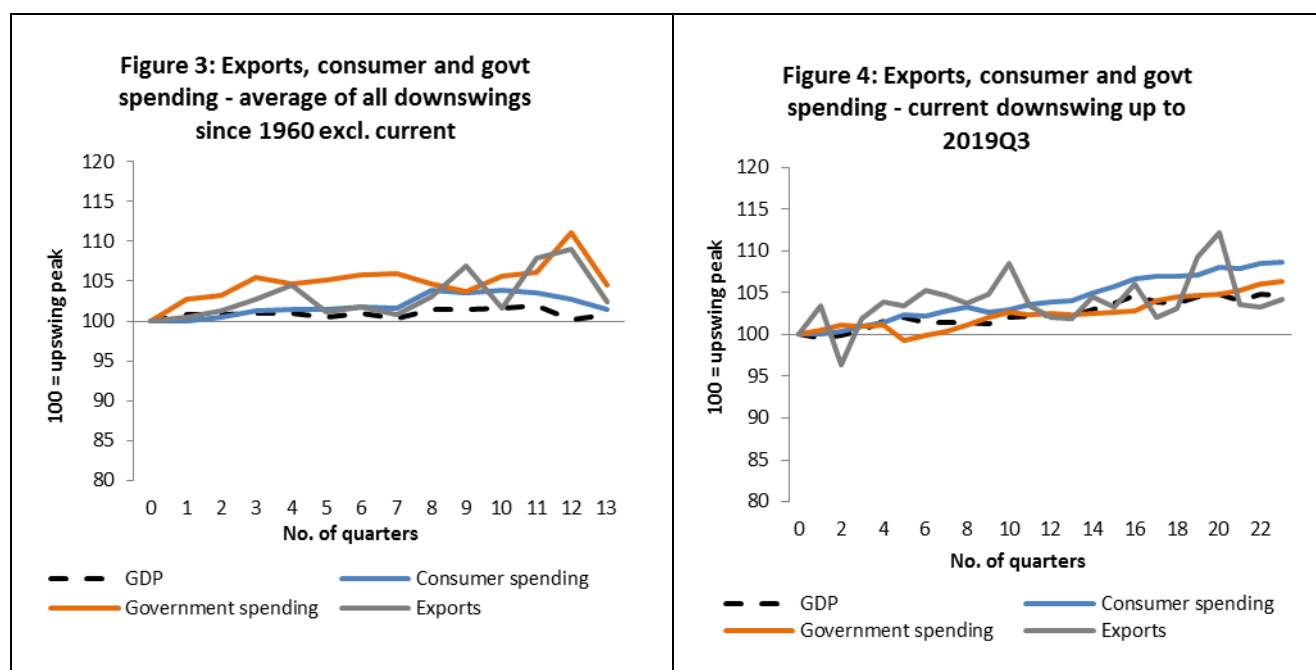 Figure 3: Exports, consumer and govt
spending - average of all downswings
since 1960 excl. current
120
115
110
105
100
95
90
85
80
100 = upswing peak
0 1 2 3 4 5 6 7 8 9 10 11 12 13
No. of quarters
GDP Consumer spending
Government spending Exports
Figure 4: Exports, consumer and govt
spending - current downswing up to
2019Q3
120
115
110
105
100
95
90
85
80
100 = upswing peak
0 2 4 6 8 10 12 14 16 18 20 22
No. of quarters
GDP Consumer spending
Government spending Exports